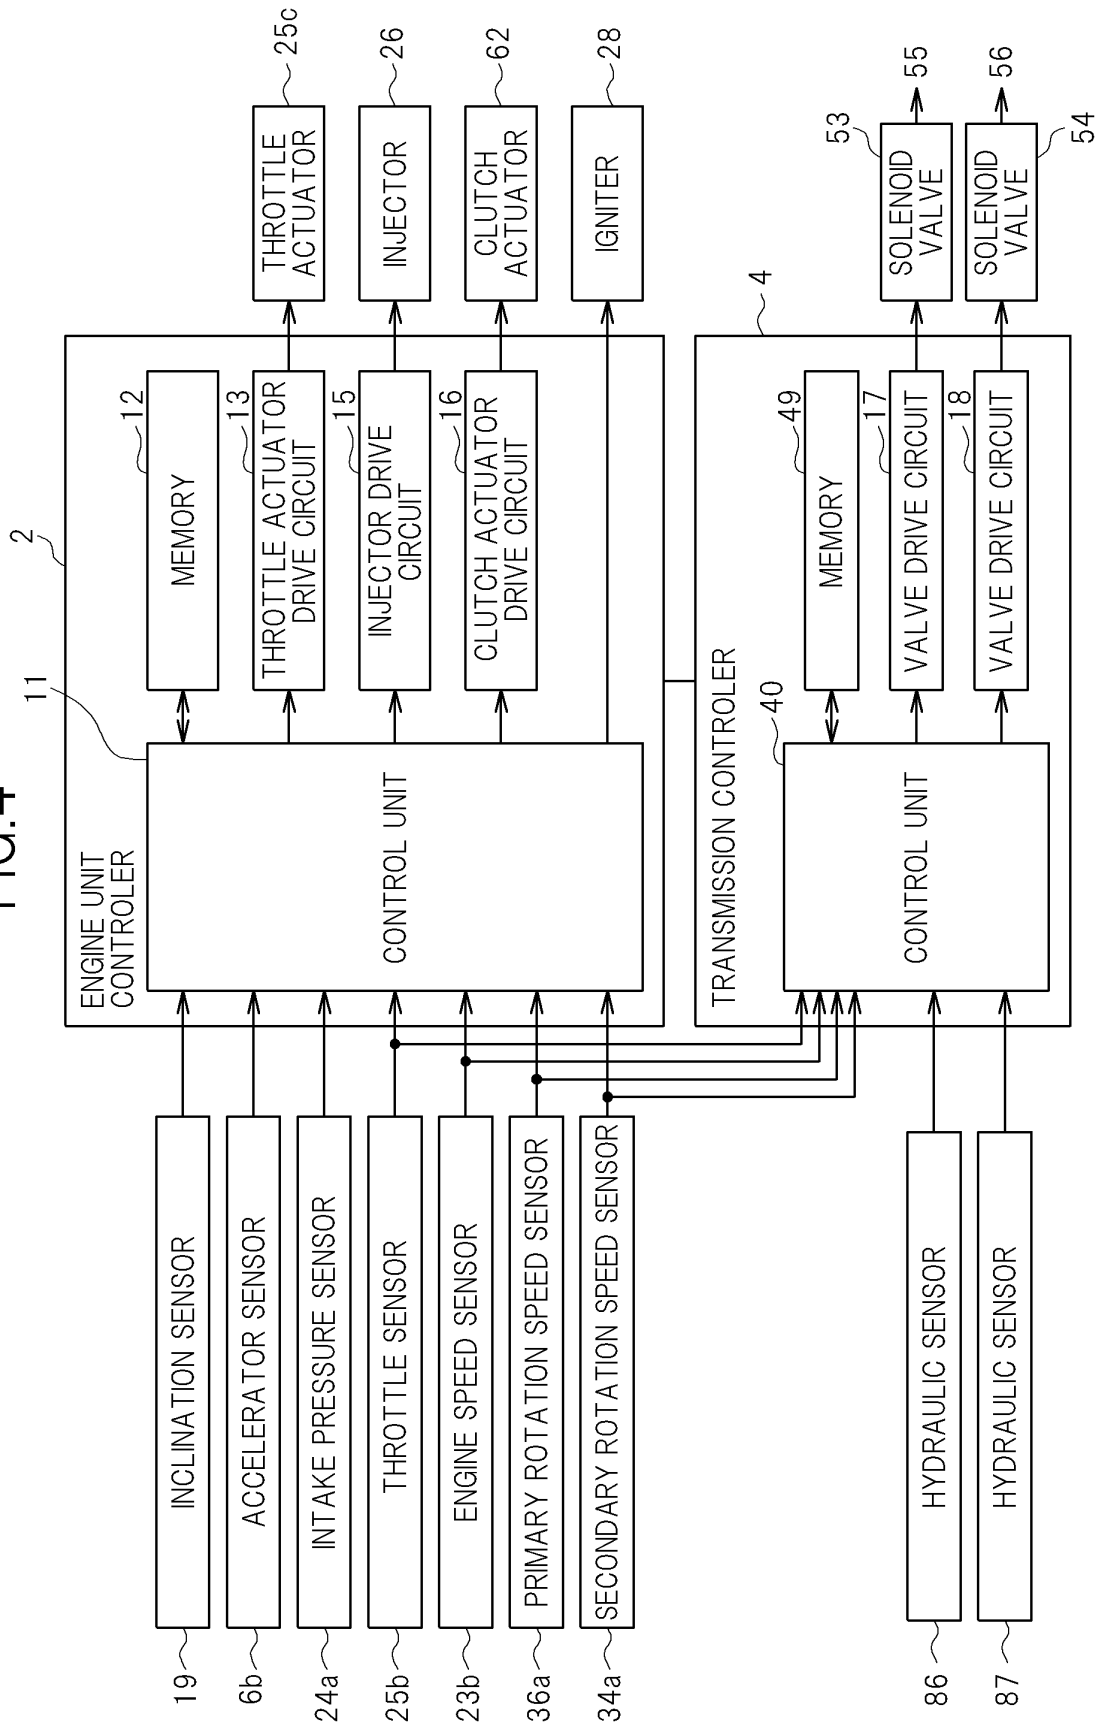 FIG.4
2
ENGINE UNIT
CONTROLER
11
CONTROL UNIT
12
MEMORY
13
THROTTLE ACTUATOR
DRIVE CIRCUIT
15
INJECTOR DRIVE
CIRCUIT
16
CLUTCH ACTUATOR
DRIVE CIRCUIT
THROTTLE
ACTUATOR
25c
INJECTOR
26
CLUTCH
ACTUATOR
62
IGNITER
28
19
INCLINATION SENSOR
6b
ACCELERATOR SENSOR
24a
INTAKE PRESSURE SENSOR
25b
THROTTLE SENSOR
23b
ENGINE SPEED SENSOR
36a
PRIMARY ROTATION SPEED SENSOR
34a
SECONDARY ROTATION SPEED SENSOR
4
TRANSMISSION CONTROLER
40
CONTROL UNIT
49
MEMORY
17
VALVE DRIVE CIRCUIT
18
VALVE DRIVE CIRCUIT
53
SOLENOID
VALVE
55
54
SOLENOID
VALVE
56
86
HYDRAULIC SENSOR
87
HYDRAULIC SENSOR